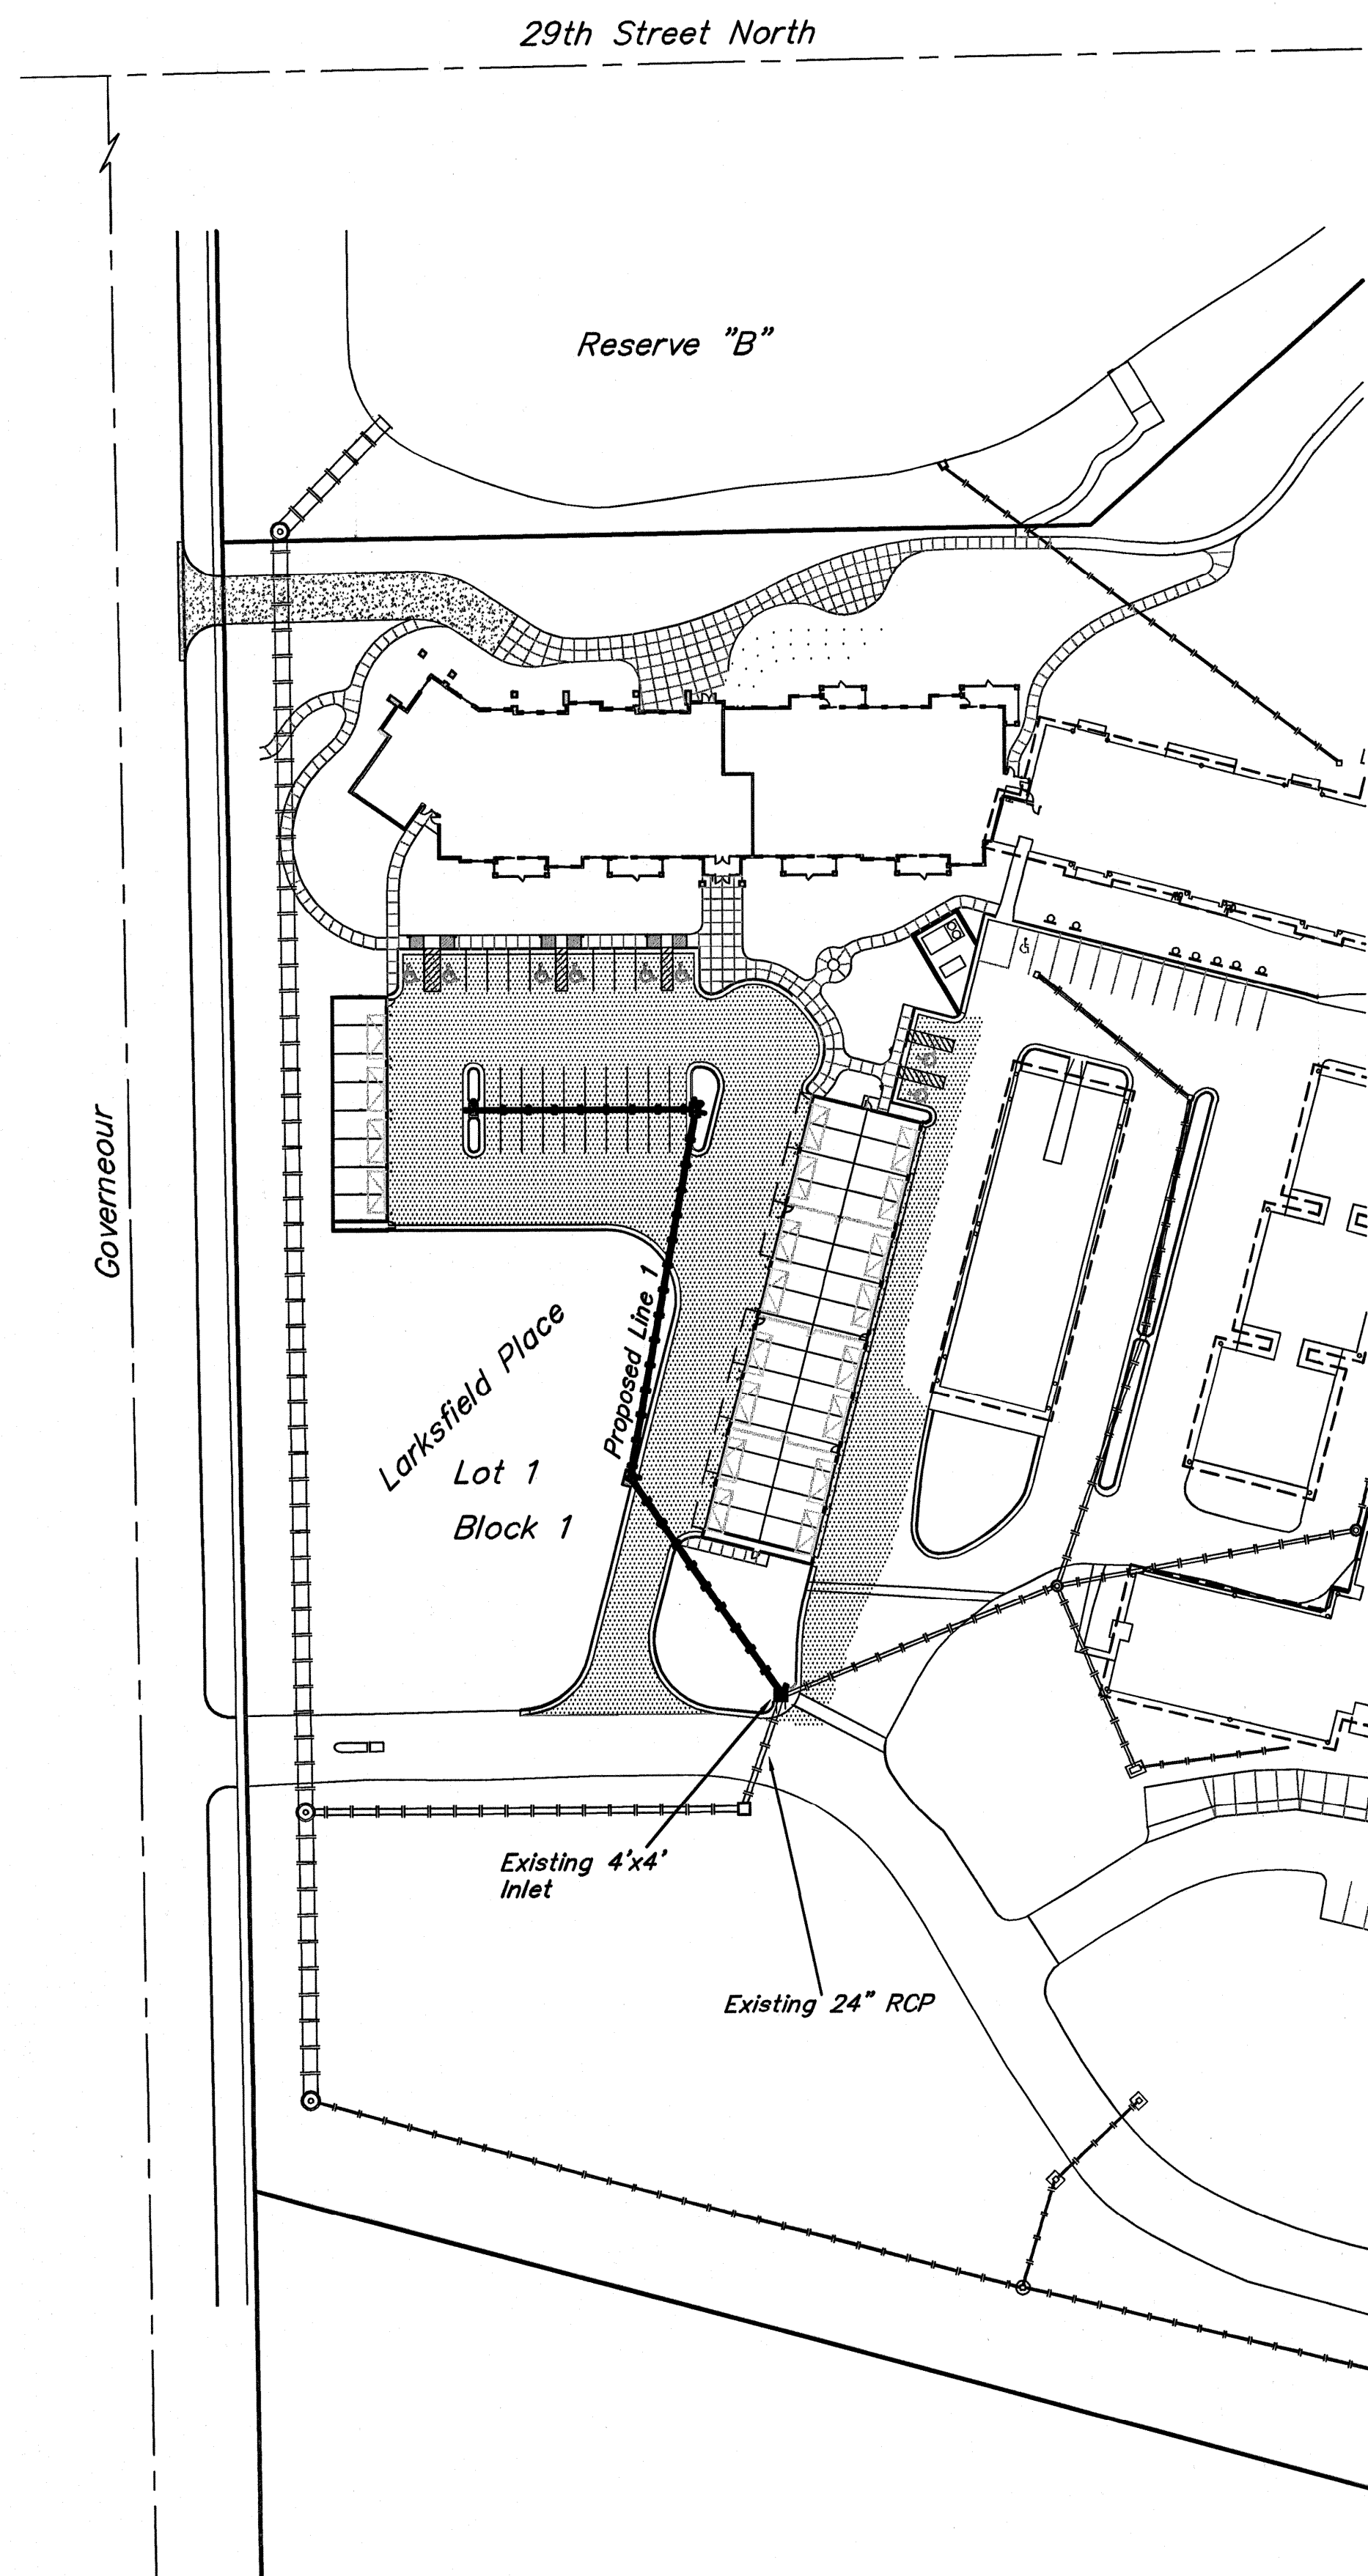 29th Street North
Reserve "B"
Governeour
Proposed Line 1
Larksfield Place
Lot 1
Block 1
Existing 4'x4'
Inlet
Existing 24" RCP